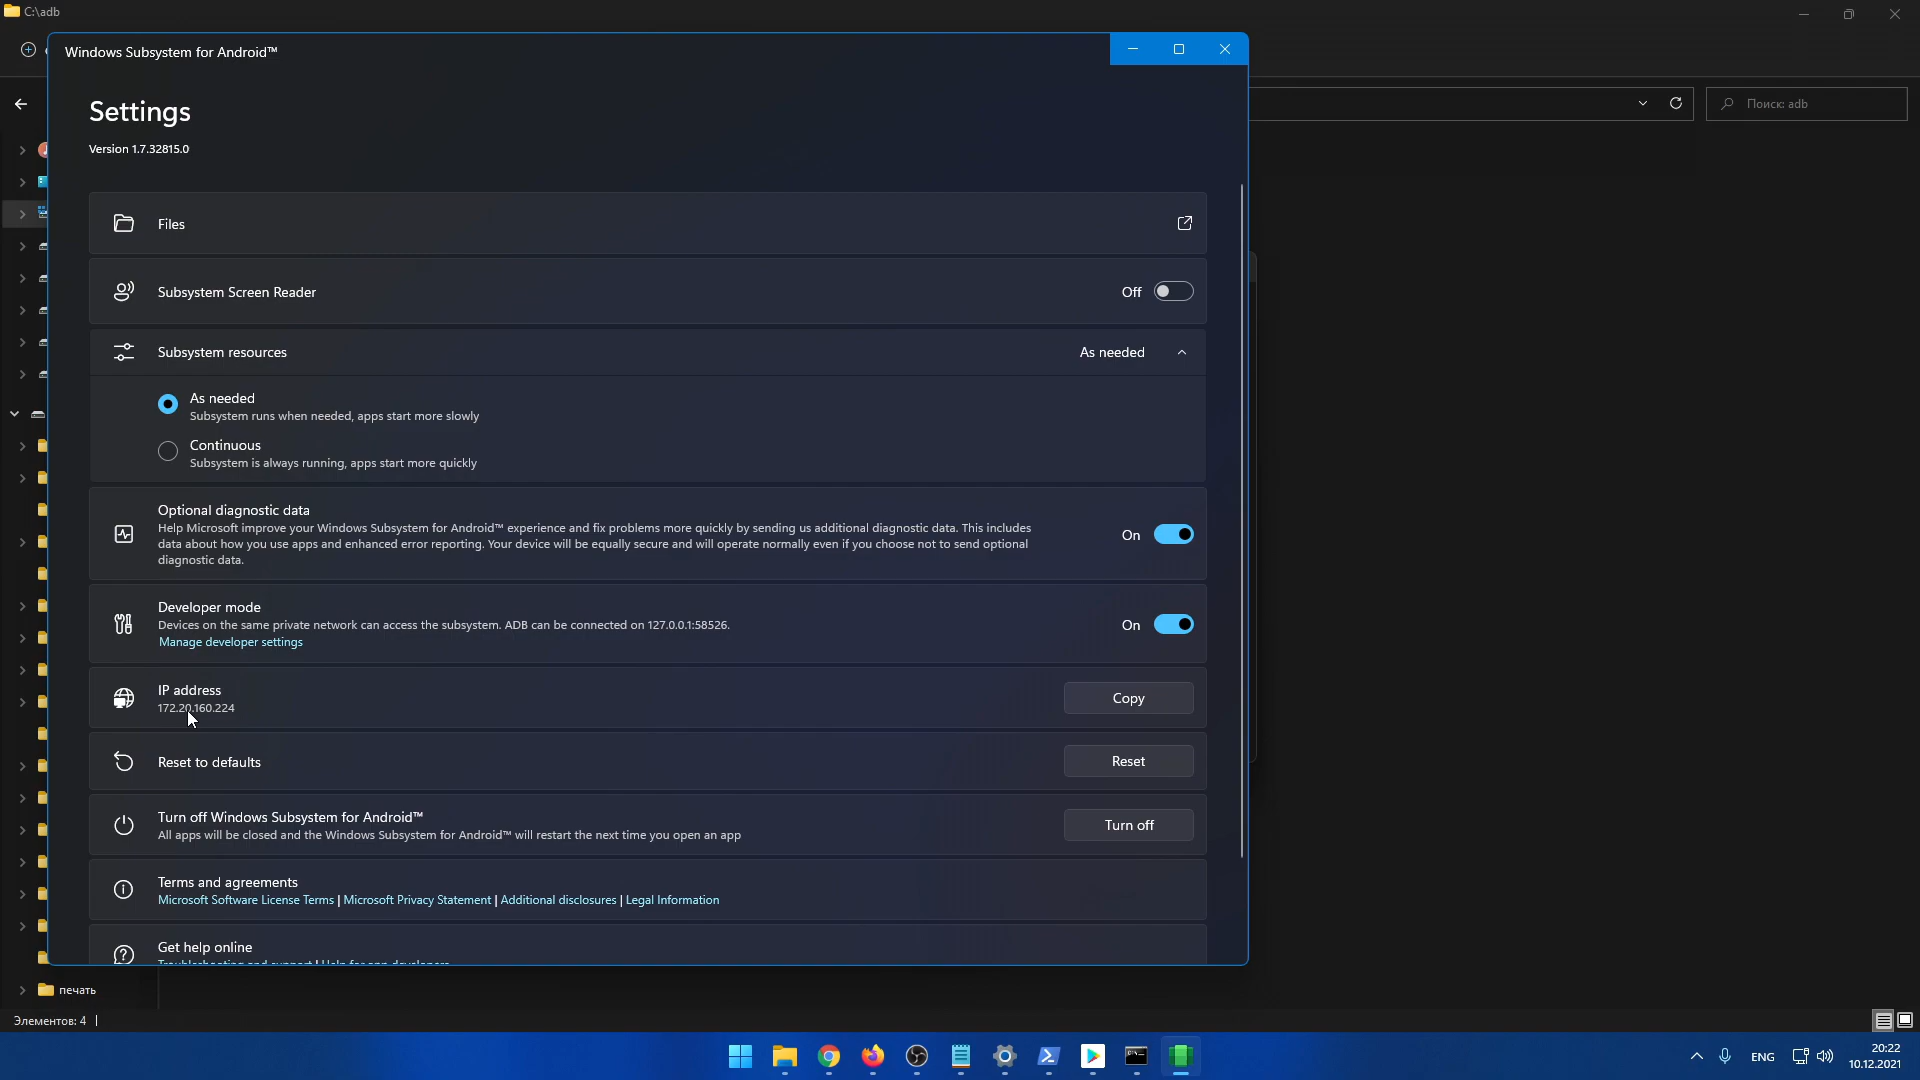 C:\adb
Windows Subsystem for Android™
Settings
Version 1.7.32815.0
Поиск: adb
Files
Subsystem Screen Reader
Off
Subsystem resources
As needed
As needed
Subsystem runs when needed, apps start more slowly
Continuous
Subsystem is always running, apps start more quickly
Optional diagnostic data
Help Microsoft improve your Windows Subsystem for Android™ experience and fix problems more quickly by sending us additional diagnostic data. This includes
data about how you use apps and enhanced error reporting. Your device will be equally secure and will operate normally even if you choose not to send optional
diagnostic data.
On
Developer mode
Devices on the same private network can access the subsystem. ADB can be connected on 127.0.0.1:58526.
Manage developer settings
On
IP address
172.20.160.224
Copy
Reset to defaults
Reset
Turn off Windows Subsystem for Android™
All apps will be closed and the Windows Subsystem for Android™ will restart the next time you open an app
Turn off
Terms and agreements
Microsoft Software License Terms | Microsoft Privacy Statement | Additional disclosures | Legal Information
Get help online
Troubleshooting and support | Help for app developers
печать
Элементов: 4
ENG
20:22
10.12.2021